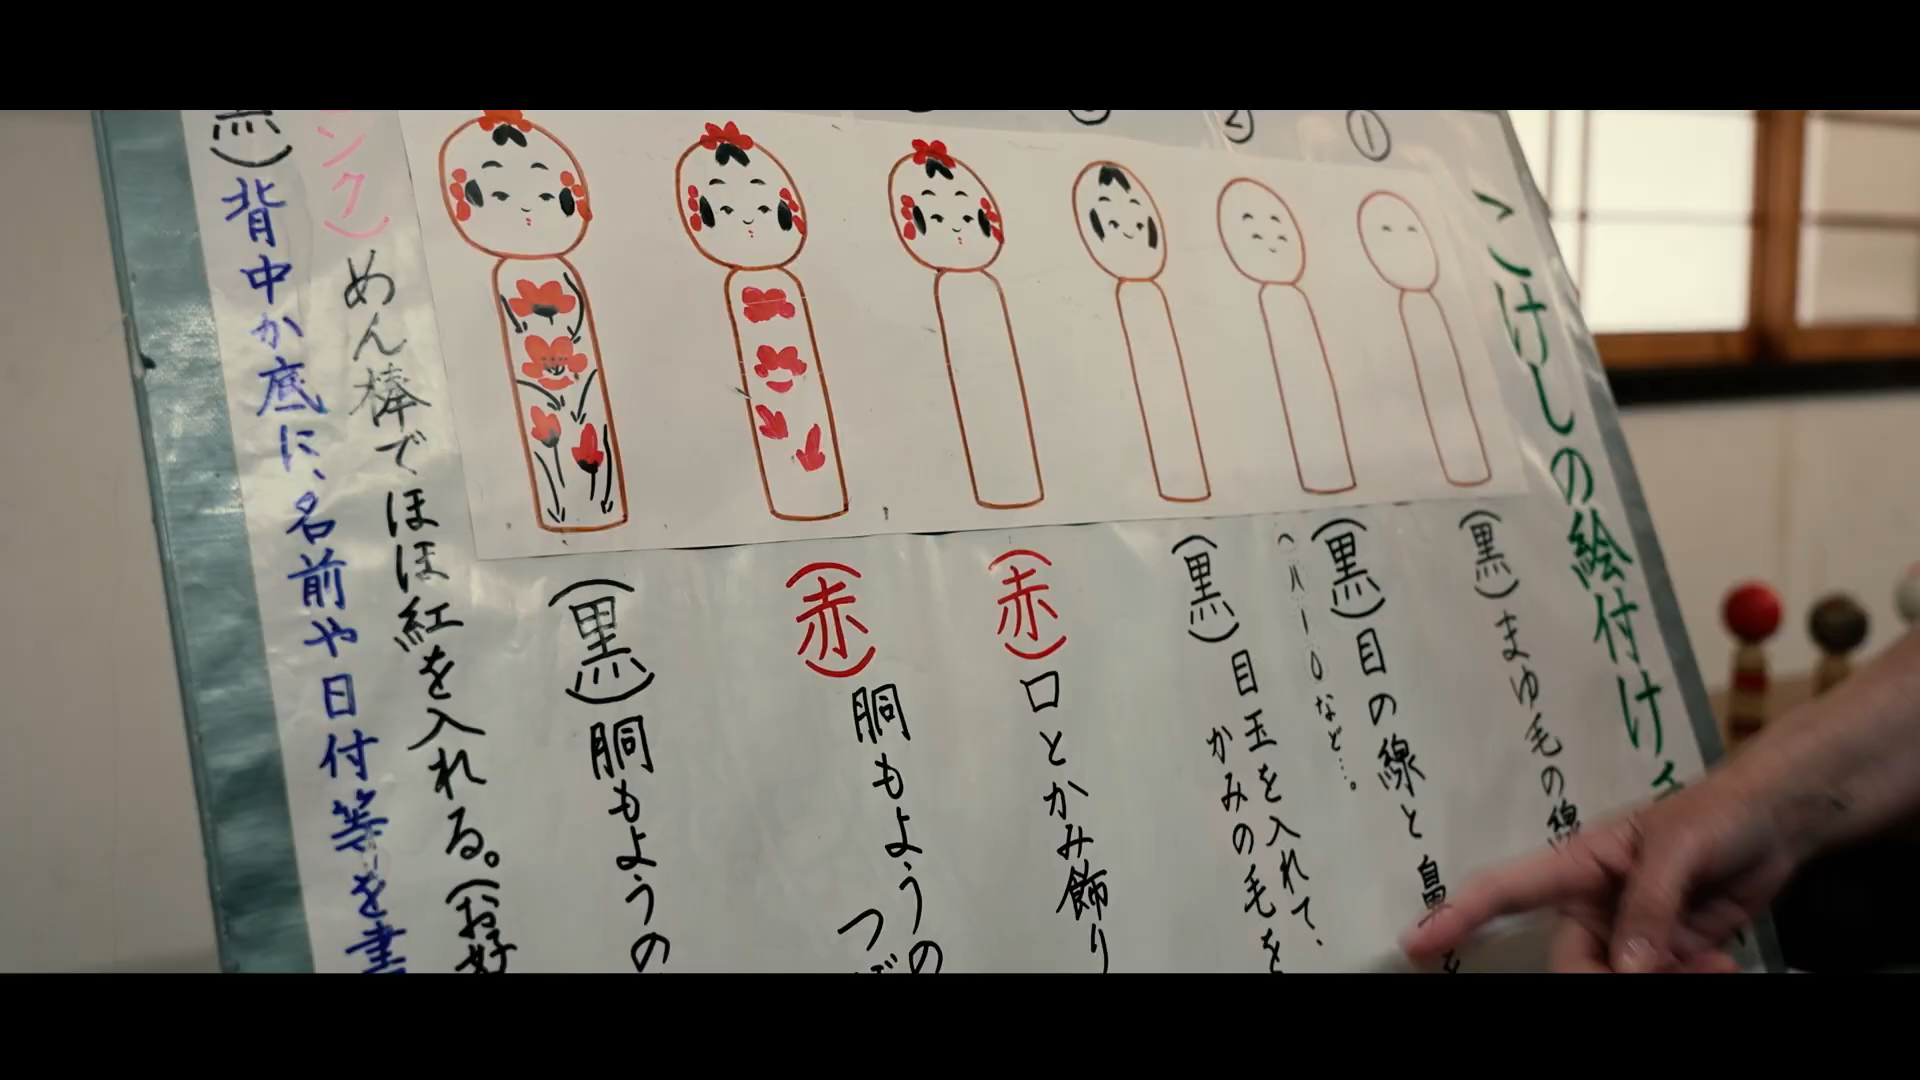 こけしの絵付け
①
(黒)まゆ毛の線
②
(黒)目の線と鼻を
など…。
(黒)目玉を入れて、
かみの毛を
(赤)口とかみ飾り
(赤)胴もようの
つぼ
(黒)胴もようの
ンク)めん棒でほほ紅を入れる。(お好
黒)背中か底に、名前や日付等を書